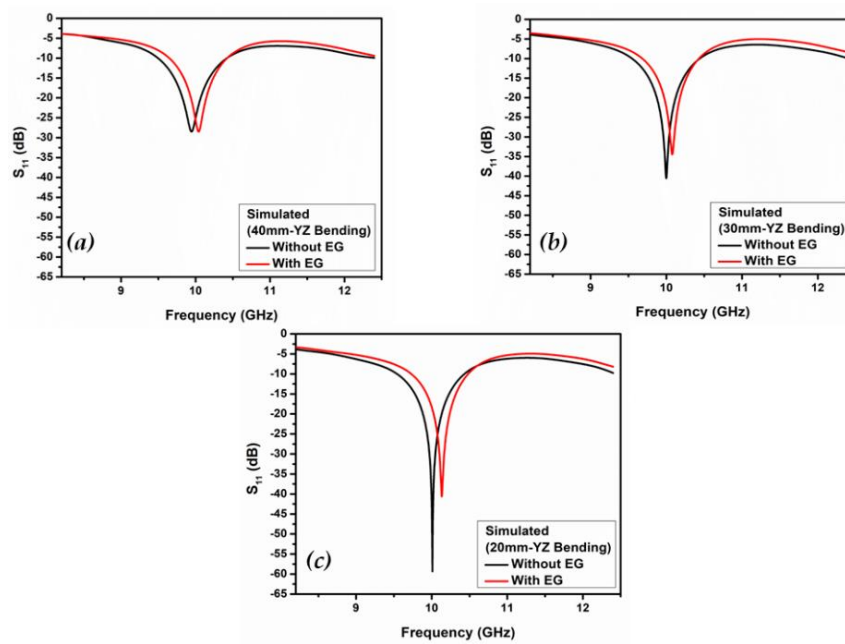 0
-5
-10
-15
-20
-25
-30
-35
-40
-45
-50
-55
-60
-65
S11 (dB)
(a)
Simulated
(40mm-YZ Bending)
Without EG
With EG
9 10 11 12
Frequency (GHz)
0
-5
-10
-15
-20
-25
-30
-35
-40
-45
-50
-55
-60
-65
S11 (dB)
(b)
Simulated
(30mm-YZ Bending)
Without EG
With EG
9 10 11 12
Frequency (GHz)
0
-5
-10
-15
-20
-25
-30
-35
-40
-45
-50
-55
-60
-65
S11 (dB)
(c)
Simulated
(20mm-YZ Bending)
Without EG
With EG
9 10 11 12
Frequency (GHz)